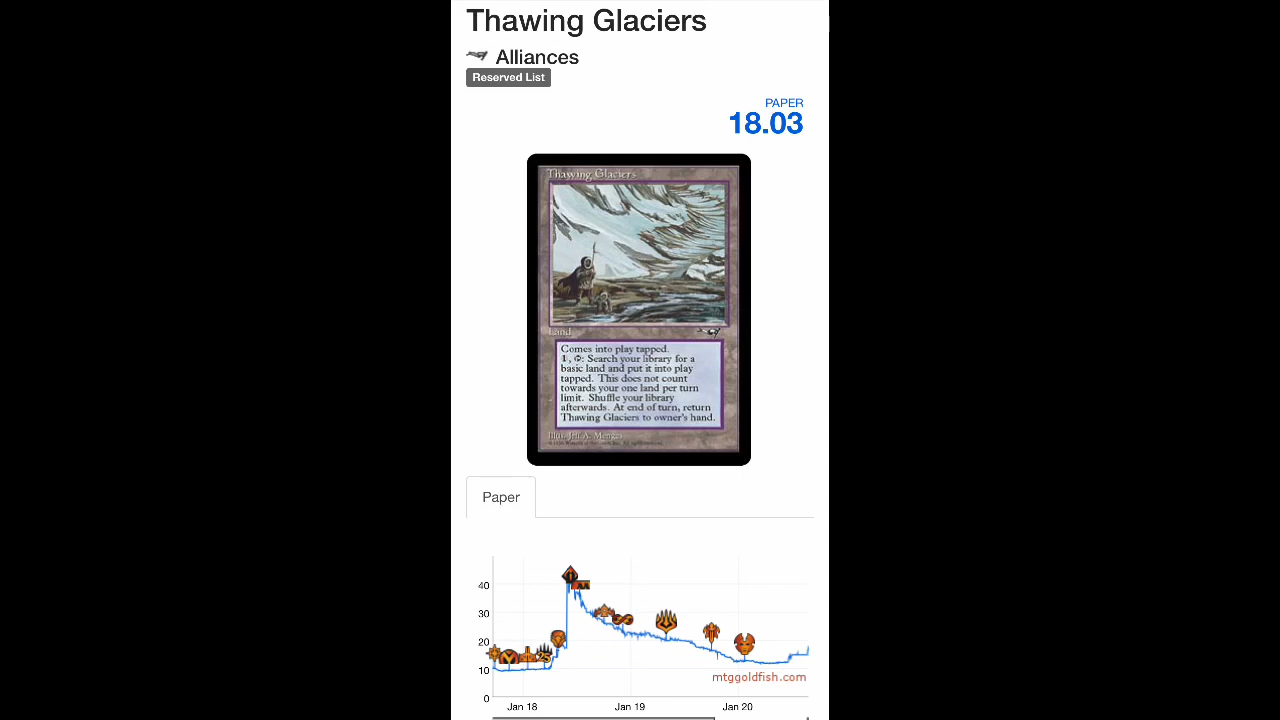 Thawing Glaciers
Alliances
Reserved List
PAPER
18.03
Thawing Glaciers
Land
Comes into play tapped.
1, : Search your library for a
basic land and put it into play
tapped. This does not count
towards your one land per turn
limit. Shuffle your library
afterwards. At end of turn, return
Thawing Glaciers to owner's hand.
Illus. Jeff A. Menges
Paper
40
30
20
10
0
25
mtggoldfish.com
Jan 18 Jan 19 Jan 20